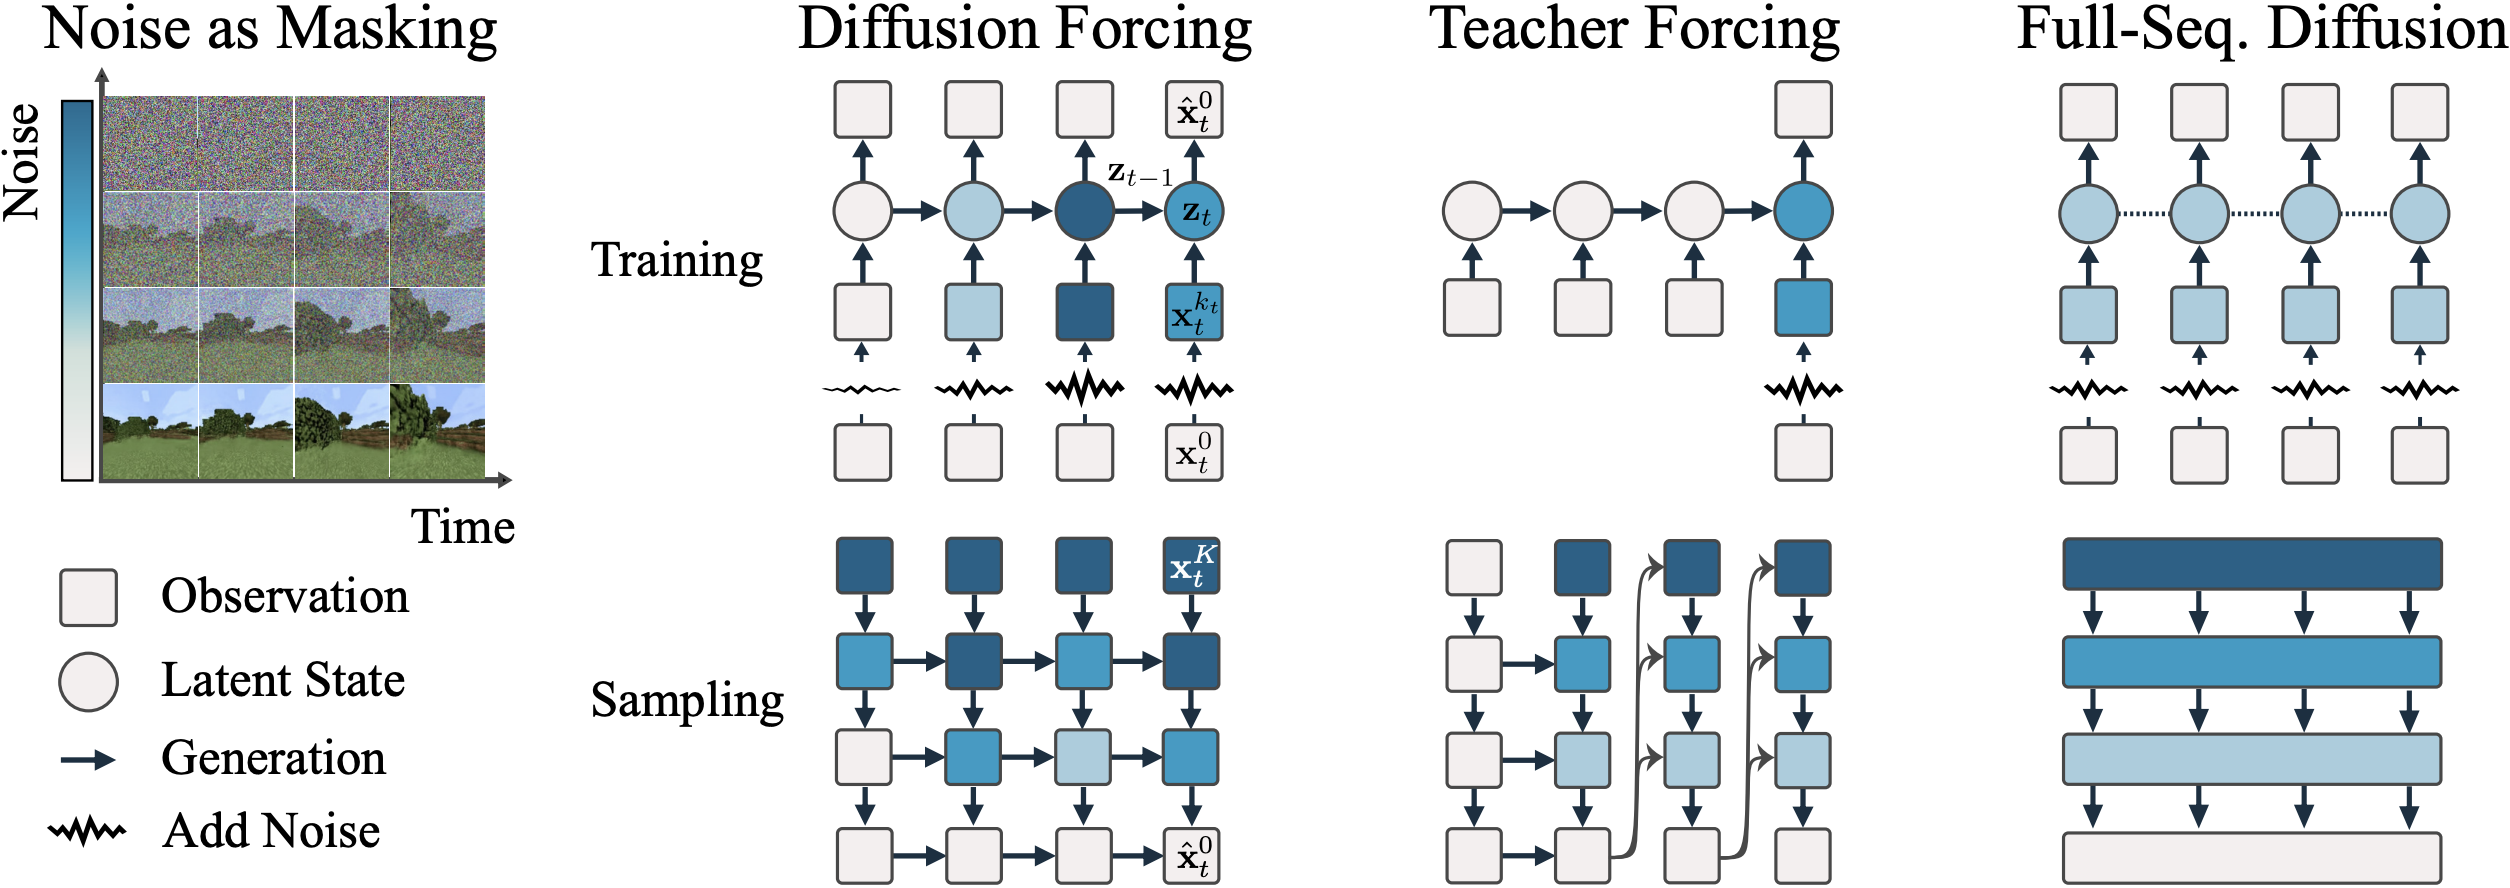 Noise as Masking
Diffusion Forcing
Teacher Forcing
Full-Seq. Diffusion
Noise
Time
Observation
Latent State
Generation
Add Noise
Training
$\hat{\mathbf{x}}_t^0$
$\mathbf{z}_{t-1}$
$\mathbf{z}_t$
$\mathbf{x}_t^{k_t}$
$\mathbf{x}_t^0$
Sampling
$\mathbf{x}_t^K$
$\hat{\mathbf{x}}_t^0$